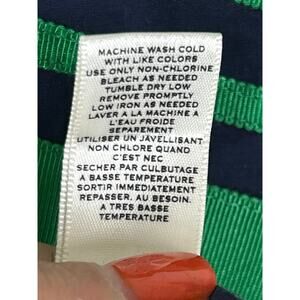 MACHINE WASH COLD
WITH LIKE COLORS
USE ONLY NON-CHLORINE
BLEACH AS NEEDED
TUMBLE DRY LOW
REMOVE PROMPTLY
LOW IRON AS NEEDED
LAVER A LA MACHINE A
L'EAU FROIDE
SEPAREMENT
UTILISER UN JAVELLISANT
NON CHLORE QUAND
C'EST NEC
SECHER PAR CULBUTAGE
A BASSE TEMPERATURE
SORTIR IMMEDIATEMENT
REPASSER, AU BESOIN.
A TRES BASSE
TEMPERATURE